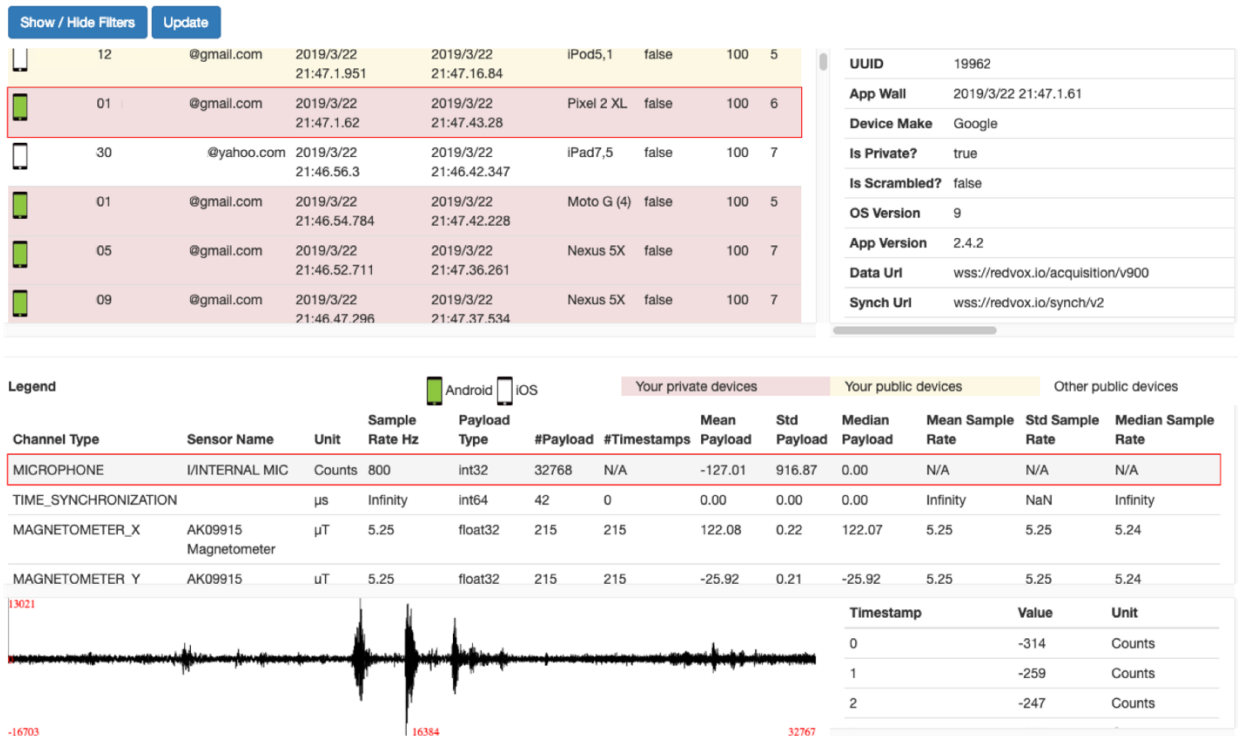 Show / Hide Filters Update
12 @gmail.com 2019/3/22 2019/3/22 iPod5,1 false 100 5
21:47.1.951 21:47.16.84
01 @gmail.com 2019/3/22 2019/3/22 Pixel 2 XL false 100 6
21:47.1.62 21:47.43.28
30 @yahoo.com 2019/3/22 2019/3/22 iPad7,5 false 100 7
21:46.56.3 21:46.42.347
01 @gmail.com 2019/3/22 2019/3/22 Moto G (4) false 100 5
21:46.54.784 21:47.42.228
05 @gmail.com 2019/3/22 2019/3/22 Nexus 5X false 100 7
21:46.52.711 21:47.36.261
09 @gmail.com 2019/3/22 2019/3/22 Nexus 5X false 100 7
21:46.47.296 21:47.37.534
UUID 19962
App Wall 2019/3/22 21:47.1.61
Device Make Google
Is Private? true
Is Scrambled? false
OS Version 9
App Version 2.4.2
Data Url wss://redvox.io/acquisition/v900
Synch Url wss://redvox.io/synch/v2
Legend Android iOS Your private devices Your public devices Other public devices
Sample Payload Mean Std Median Mean Sample Std Sample Median Sample
Channel Type Sensor Name Unit Rate Hz Type #Payload #Timestamps Payload Payload Payload Rate Rate Rate
MICROPHONE I/INTERNAL MIC Counts 800 int32 32768 N/A -127.01 916.87 0.00 N/A N/A N/A
TIME_SYNCHRONIZATION µs Infinity int64 42 0 0.00 0.00 0.00 Infinity NaN Infinity
MAGNETOMETER_X AK09915 µT 5.25 float32 215 215 122.08 0.22 122.07 5.25 5.25 5.24
Magnetometer
MAGNETOMETER_Y AK09915 µT 5.25 float32 215 215 -25.92 0.21 -25.92 5.25 5.25 5.24
13021
0
-16703 16384 32767
Timestamp Value Unit
0 -314 Counts
1 -259 Counts
2 -247 Counts